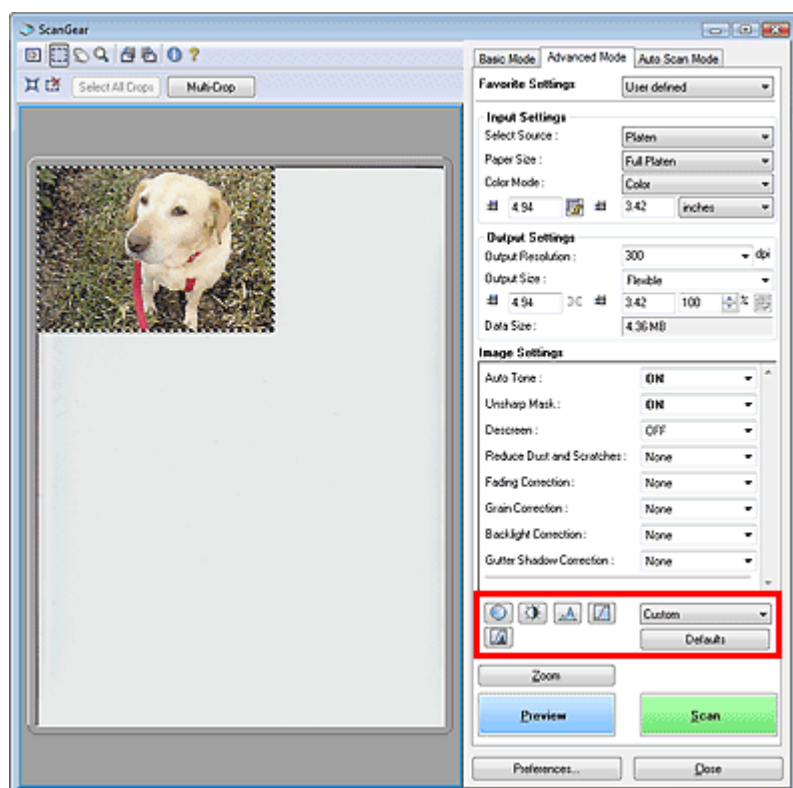 ScanGear
Select All Crops Multi-Crop
Basic Mode Advanced Mode Auto Scan Mode
Favorite Settings User defined
Input Settings
Select Source : Platen
Paper Size : Full Platen
Color Mode : Color
4.94 3.42 inches
Output Settings
Output Resolution : 300 dpi
Output Size : Flexible
4.94 3.42 100 %
Data Size : 4.36 MB
Image Settings
Auto Tone : ON
Unsharp Mask : ON
Descreen : OFF
Reduce Dust and Scratches : None
Fading Correction : None
Grain Correction : None
Backlight Correction : None
Gutter Shadow Correction : None
Custom
Defaults
Zoom
Preview Scan
Preferences... Close